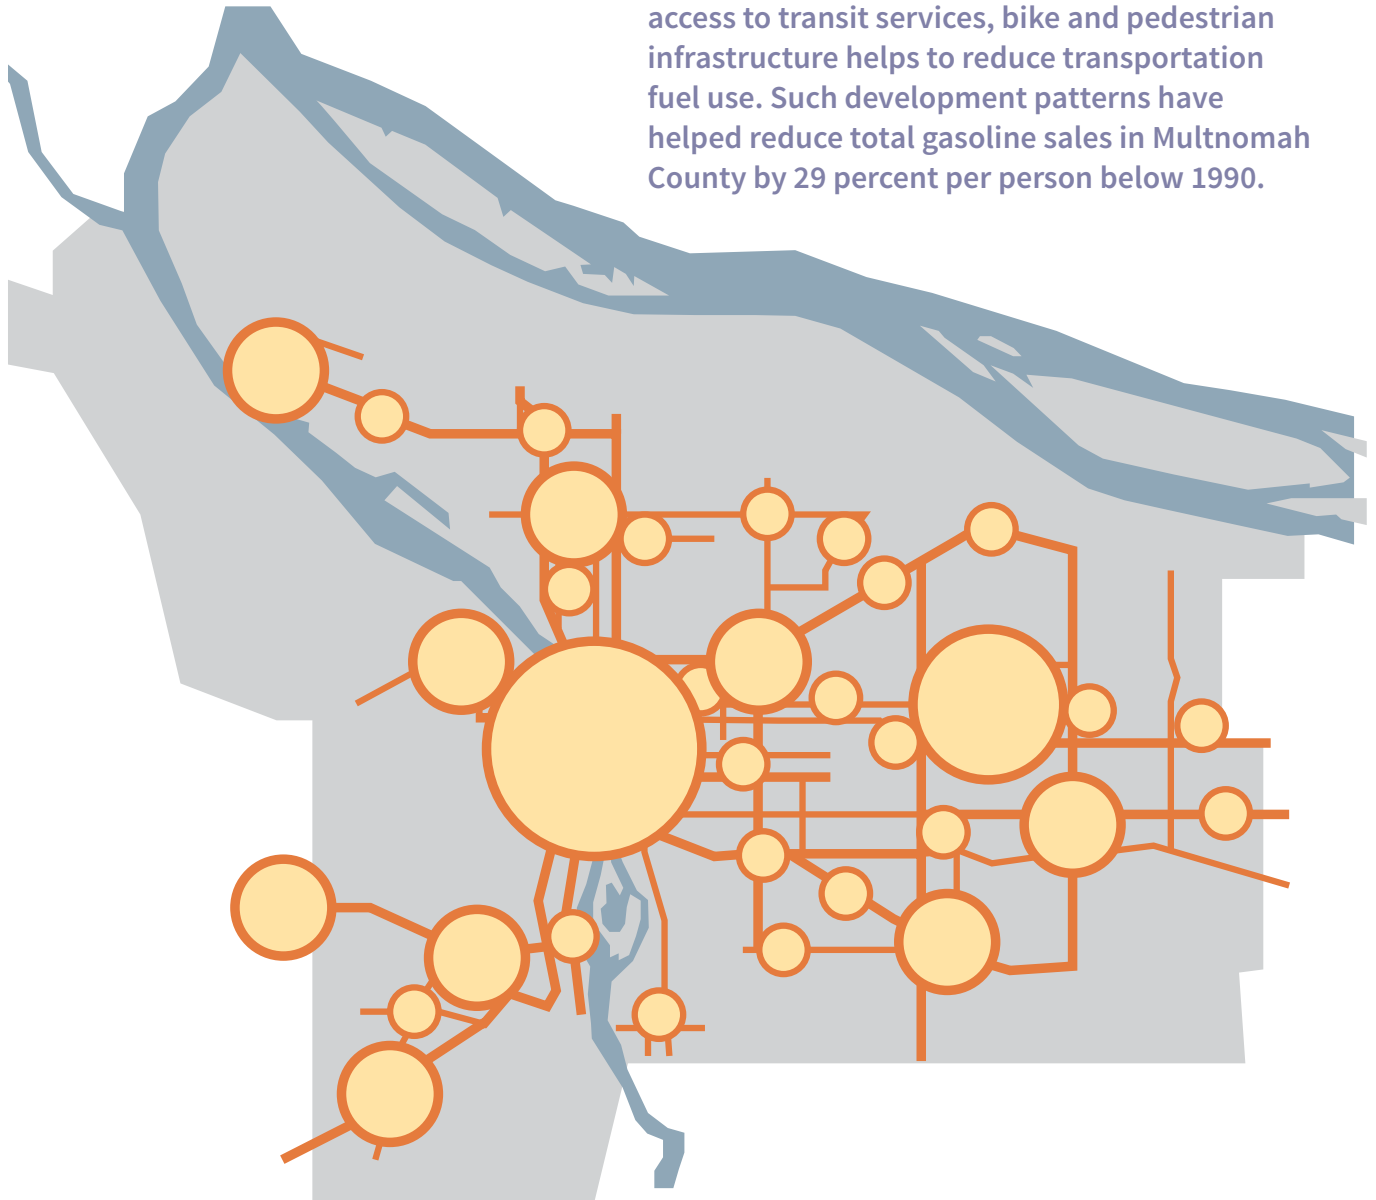 access to transit services, bike and pedestrian
infrastructure helps to reduce transportation
fuel use. Such development patterns have
helped reduce total gasoline sales in Multnomah
County by 29 percent per person below 1990.